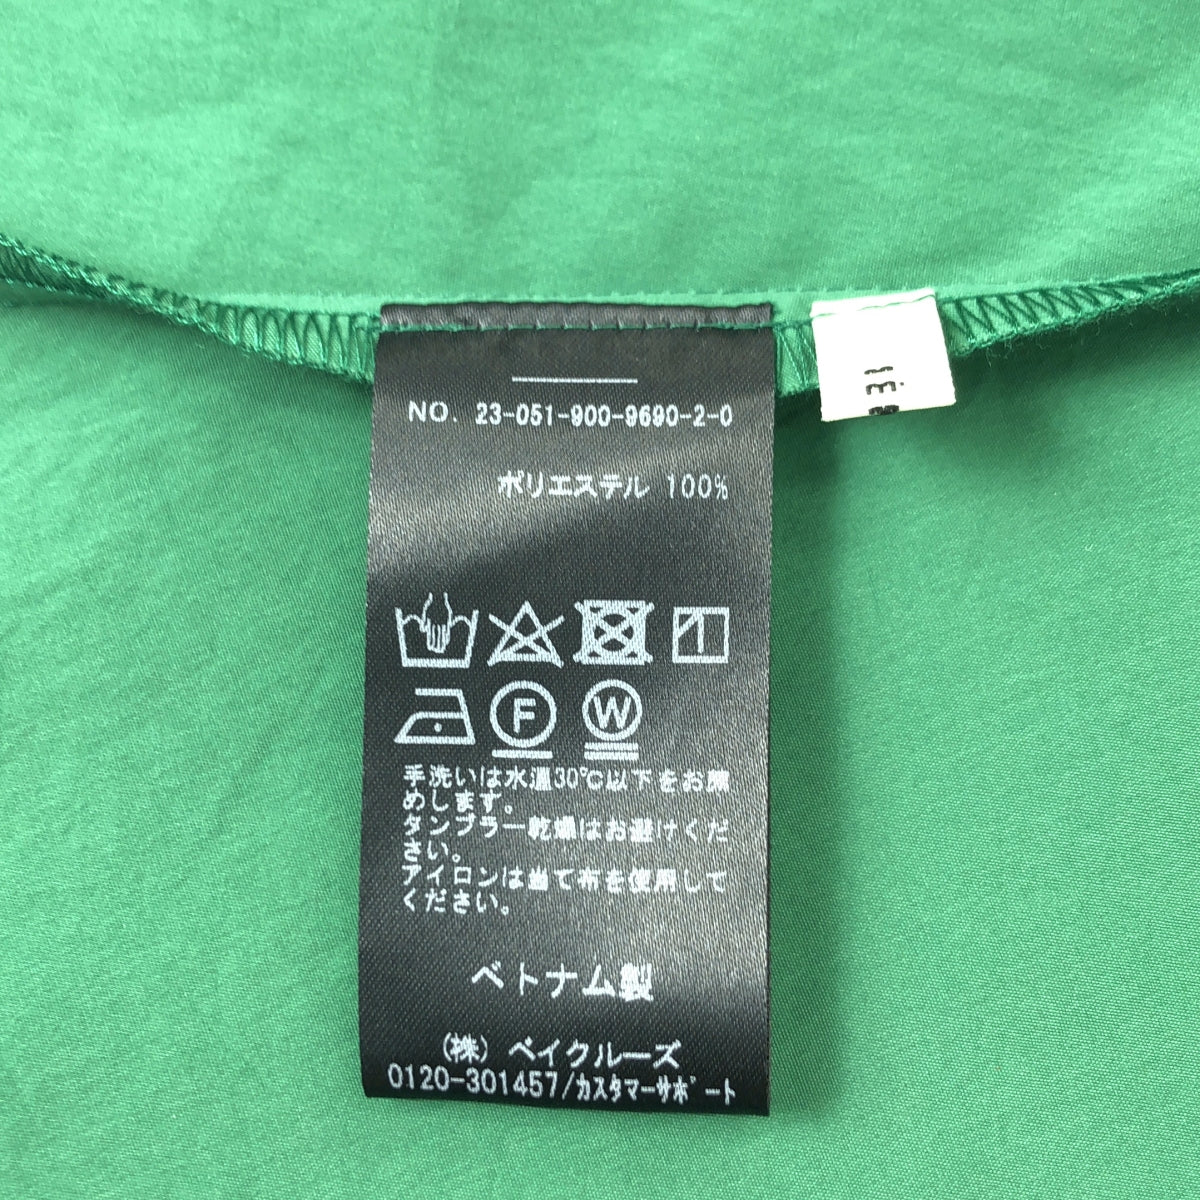 NO. 23-051-900-9690-2-0
ポリエステル 100%
F W
手洗いは水温30℃以下をお薦
めします。
タンブラー乾燥はお避けくだ
さい。
アイロンは当て布を使用して
ください。
ベトナム製
(株) ベイクルーズ
0120-301457/カスタマーサポート